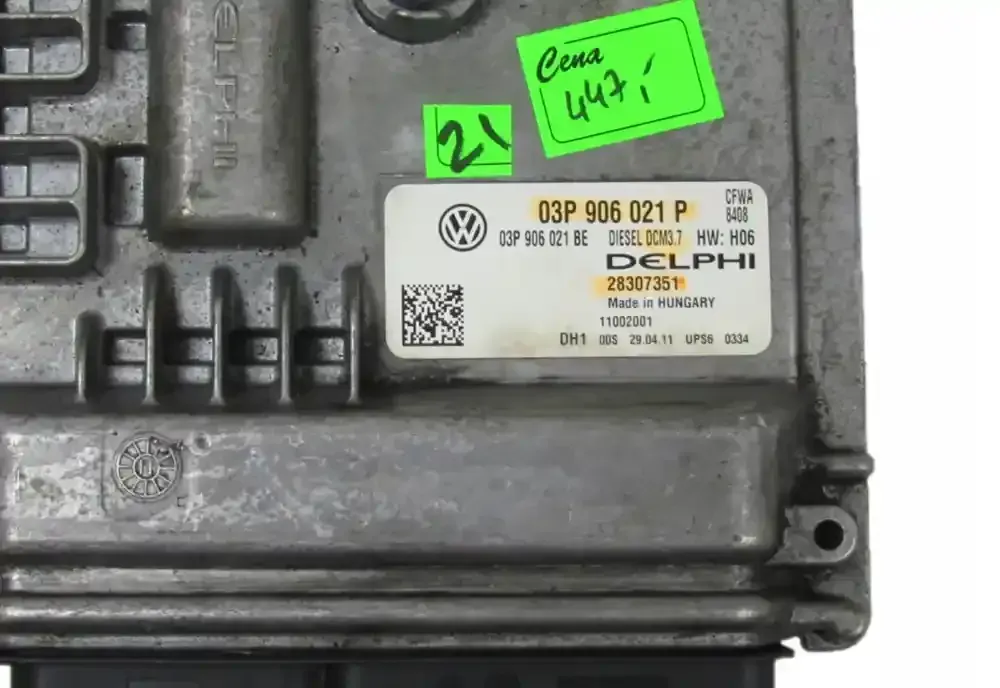 DELPHI
Cena
447,
21
03P 906 021 P
CFWA
8408
03P 906 021 BE DIESEL DCM3.7 HW: H06
DELPHI
28307351
Made in HUNGARY
11002001
DH1 00S 29.04.11 UPS6 0334